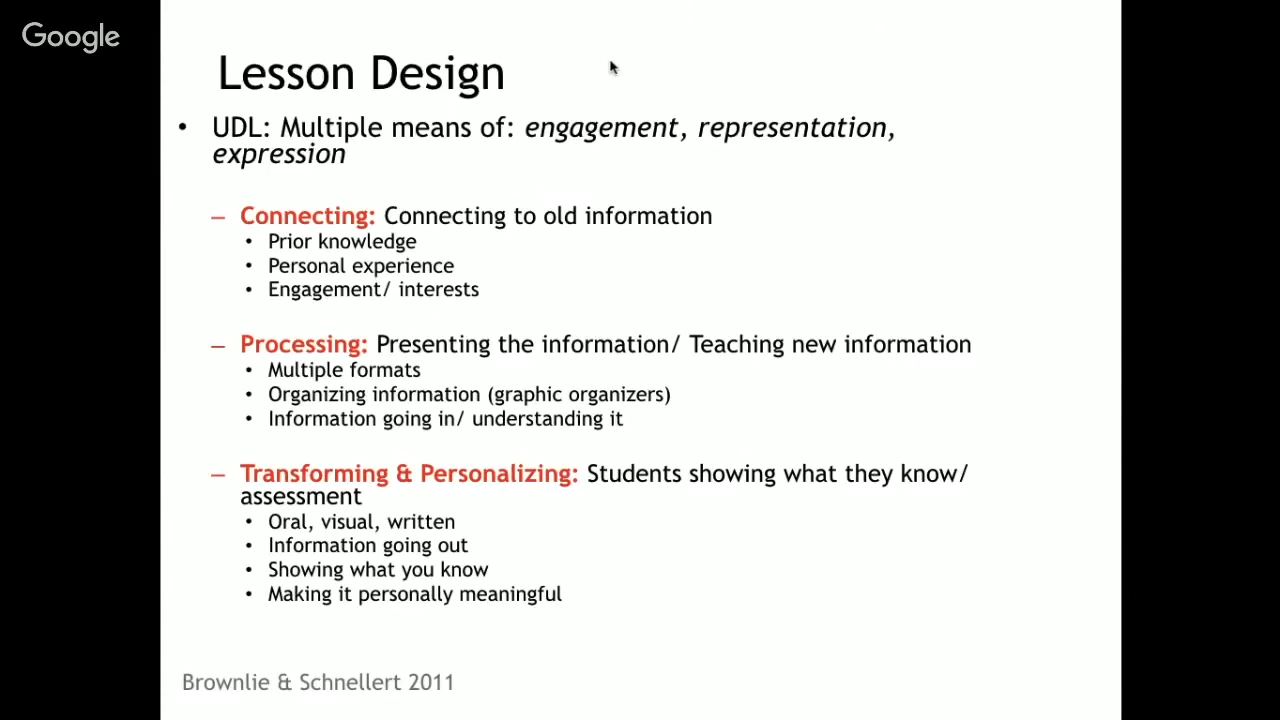 Google
Lesson Design
• UDL: Multiple means of: engagement, representation,
expression
– Connecting: Connecting to old information
• Prior knowledge
• Personal experience
• Engagement/ interests
– Processing: Presenting the information/ Teaching new information
• Multiple formats
• Organizing information (graphic organizers)
• Information going in/ understanding it
– Transforming & Personalizing: Students showing what they know/
assessment
• Oral, visual, written
• Information going out
• Showing what you know
• Making it personally meaningful
Brownlie & Schnellert 2011